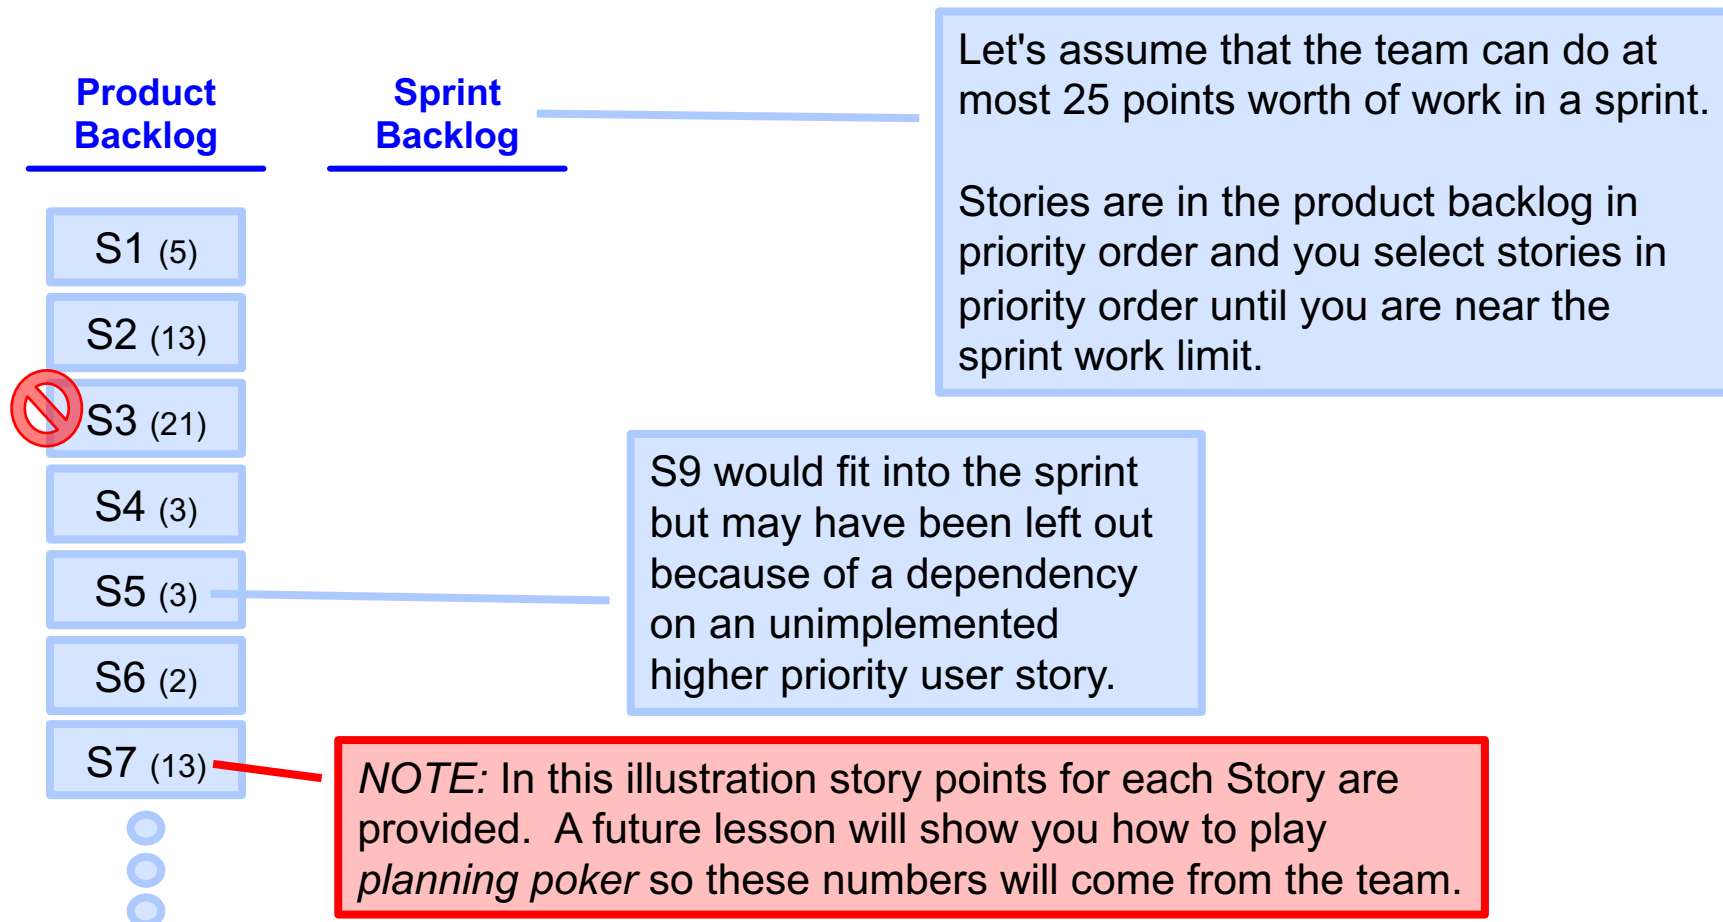 Product
Backlog
Sprint
Backlog
Let's assume that the team can do at
most 25 points worth of work in a sprint.
Stories are in the product backlog in
priority order and you select stories in
priority order until you are near the
sprint work limit.
S1 (5)
S2 (13)
S3 (21)
S4 (3)
S5 (3)
S6 (2)
S7 (13)
S9 would fit into the sprint
but may have been left out
because of a dependency
on an unimplemented
higher priority user story.
NOTE: In this illustration story points for each Story are
provided. A future lesson will show you how to play
planning poker so these numbers will come from the team.